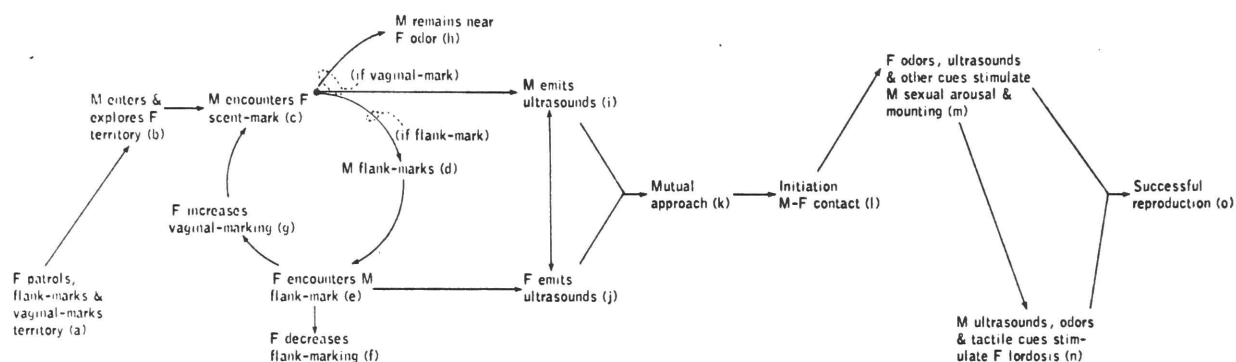 M remains near
F odor (h)
(if vaginal-mark)
M enters &
explores F
territory (b)
M encounters F
scent-mark (c)
M emits
ultrasounds (i)
(if flank-mark)
M flank-marks (d)
F increases
vaginal-marking (g)
F patrols,
flank-marks &
vaginal-marks
territory (a)
F encounters M
flank-mark (e)
F decreases
flank-marking (f)
F emits
ultrasounds (j)
Mutual
approach (k)
Initiation
M-F contact (l)
F odors, ultrasounds
& other cues stimulate
M sexual arousal &
mounting (m)
Successful
reproduction (o)
M ultrasounds, odors
& tactile cues stim-
ulate F lordosis (n)